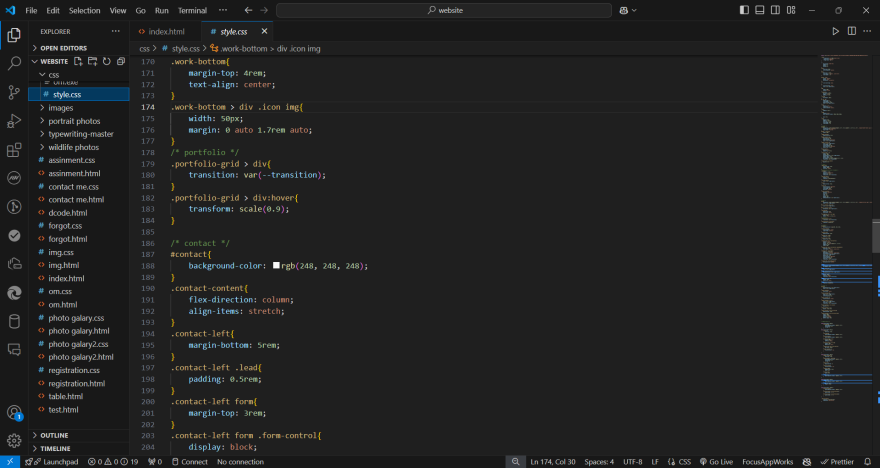 File Edit Selection View Go Run Terminal ··· website
EXPLORER ···
OPEN EDITORS
WEBSITE
css
style.css
images
portrait photos
typewriting-master
wildlife photos
assinment.css
assinment.html
contact me.css
contact me.html
dcode.html
forgot.css
forgot.html
img.css
img.html
index.html
om.css
om.html
photo galary.css
photo galary.html
photo galary2.css
photo galary2.html
registration.css
registration.html
table.html
test.html
OUTLINE
TIMELINE
index.html style.css
css > # style.css > .work-bottom > div .icon img
170 .work-bottom{
171 margin-top: 4rem;
172 text-align: center;
173 }
174 .work-bottom > div .icon img{
175 width: 50px;
176 margin: 0 auto 1.7rem auto;
177 }
178 /* portfolio */
179 .portfolio-grid > div{
180 transition: var(--transition);
181 }
182 .portfolio-grid > div:hover{
183 transform: scale(0.9);
184 }
185
186 /* contact */
187 #contact{
188 background-color: rgb(248, 248, 248);
189 }
190 .contact-content{
191 flex-direction: column;
192 align-items: stretch;
193 }
194 .contact-left{
195 margin-bottom: 5rem;
196 }
197 .contact-left .lead{
198 padding: 0.5rem;
199 }
200 .contact-left form{
201 margin-top: 3rem;
202 }
203 .contact-left form .form-control{
204 display: block;
1
Launchpad 0 0 19 0 Connect No connection Ln 174, Col 30 Spaces: 4 UTF-8 LF {} CSS Go Live FocusAppWorks Prettier